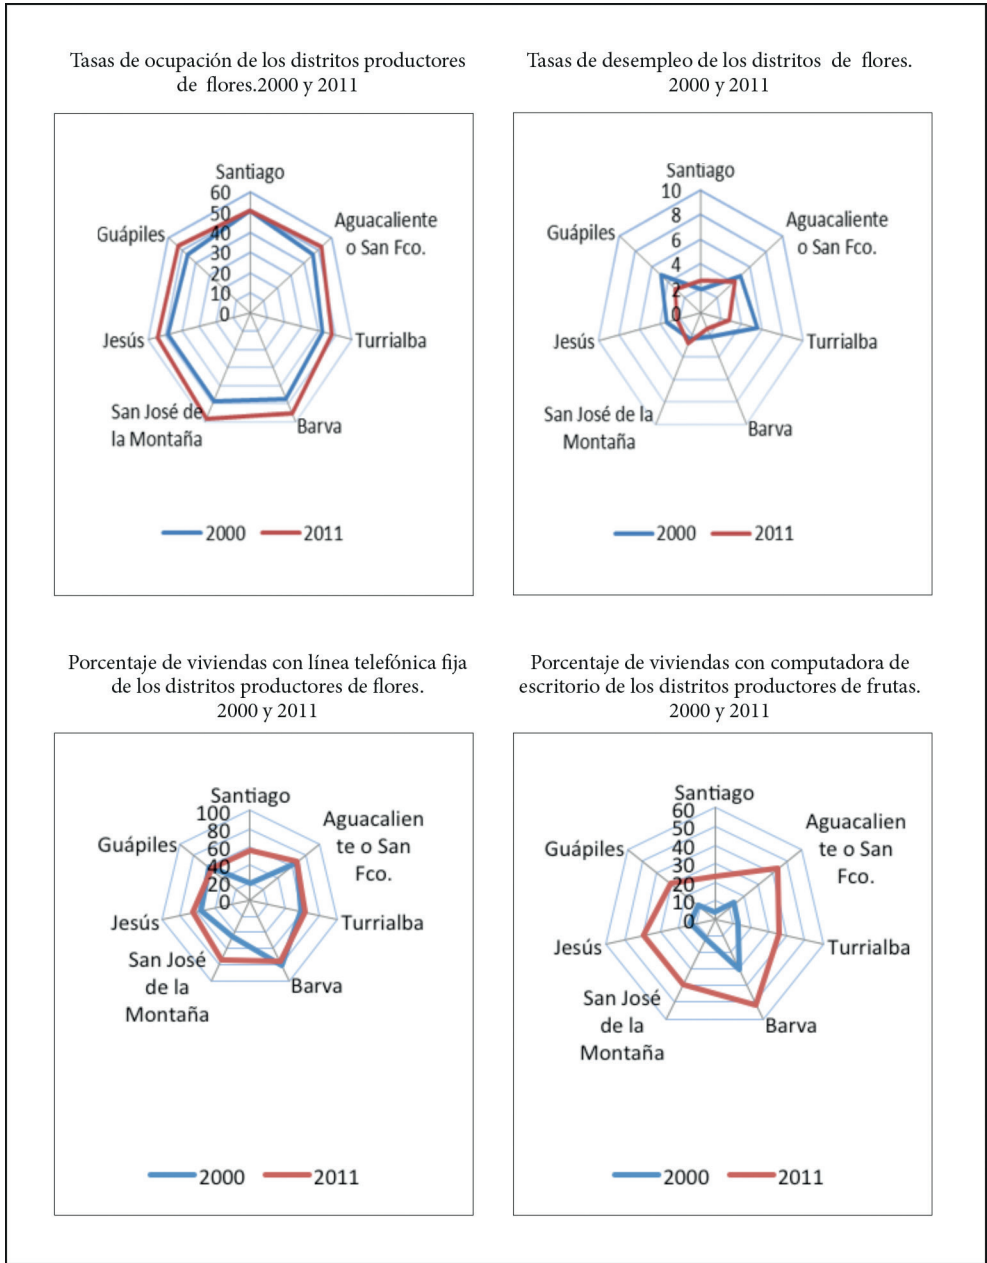 Tasas de ocupación de los distritos productores
de flores.2000 y 2011
Santiago
60
50
40
30
20
10
0
Aguacaliente
o San Fco.
Turrialba
Barva
San José de
la Montaña
Jesús
Guápiles
2000
2011
Tasas de desempleo de los distritos de flores.
2000 y 2011
Santiago
10
8
6
4
2
0
Aguacaliente
o San Fco.
Turrialba
Barva
San José de la
Montaña
Jesús
Guápiles
2000
2011
Porcentaje de viviendas con línea telefónica fija
de los distritos productores de flores.
2000 y 2011
Santiago
100
80
60
40
20
0
Aguacalien
te o San
Fco.
Turrialba
Barva
San José
de la
Montaña
Jesús
Guápiles
2000
2011
Porcentaje de viviendas con computadora de
escritorio de los distritos productores de frutas.
2000 y 2011
Santiago
60
50
40
30
20
10
0
Aguacalien
te o San
Fco.
Turrialba
Barva
San José
de la
Montaña
Jesús
Guápiles
2000
2011